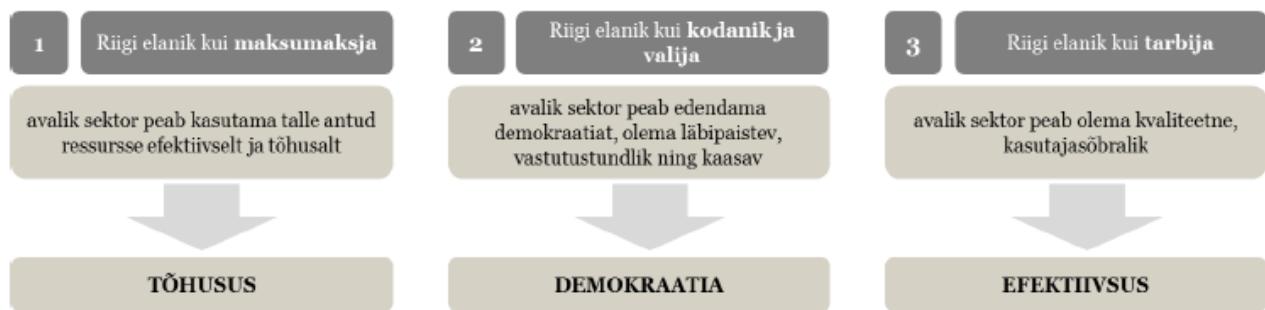 1
Riigi elanik kui maksumaksja
avalik sektor peab kasutama talle antud
ressursse efektiivselt ja tõhusalt
TÕHUSUS
2
Riigi elanik kui kodanik ja
valija
avalik sektor peab edendama
demokraatiat, olema läbipaistev,
vastutustundlik ning kaasav
DEMOKRAATIA
3
Riigi elanik kui tarbija
avalik sektor peab olema kvaliteetne,
kasutajasõbralik
EFEKTIIVSUS